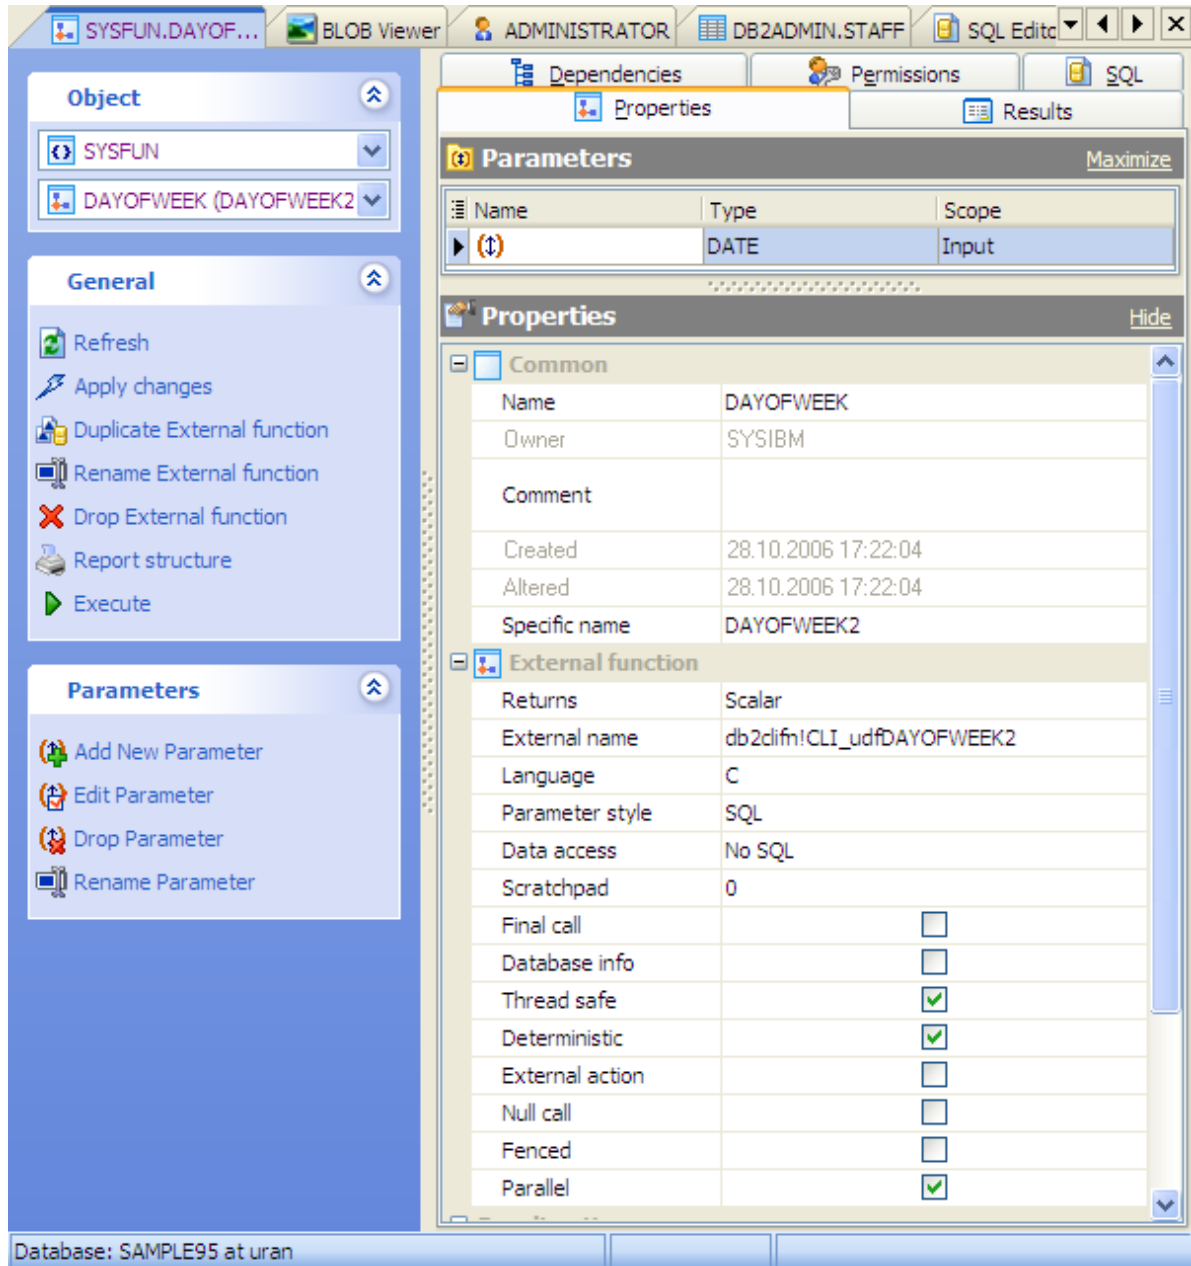 SYSFUN.DAYOF... BLOB Viewer ADMINISTRATOR DB2ADMIN.STAFF SQL Edito
Object
SYSFUN
DAYOFWEEK (DAYOFWEEK2
General
Refresh
Apply changes
Duplicate External function
Rename External function
Drop External function
Report structure
Execute
Parameters
Add New Parameter
Edit Parameter
Drop Parameter
Rename Parameter
Dependencies Permissions SQL
Properties Results
Parameters Maximize
Name Type Scope
DATE Input
Properties Hide
Common
Name DAYOFWEEK
Owner SYSIBM
Comment
Created 28.10.2006 17:22:04
Altered 28.10.2006 17:22:04
Specific name DAYOFWEEK2
External function
Returns Scalar
External name db2clifn!CLI_udfDAYOFWEEK2
Language C
Parameter style SQL
Data access No SQL
Scratchpad 0
Final call
Database info
Thread safe
Deterministic
External action
Null call
Fenced
Parallel
Database: SAMPLE95 at uran